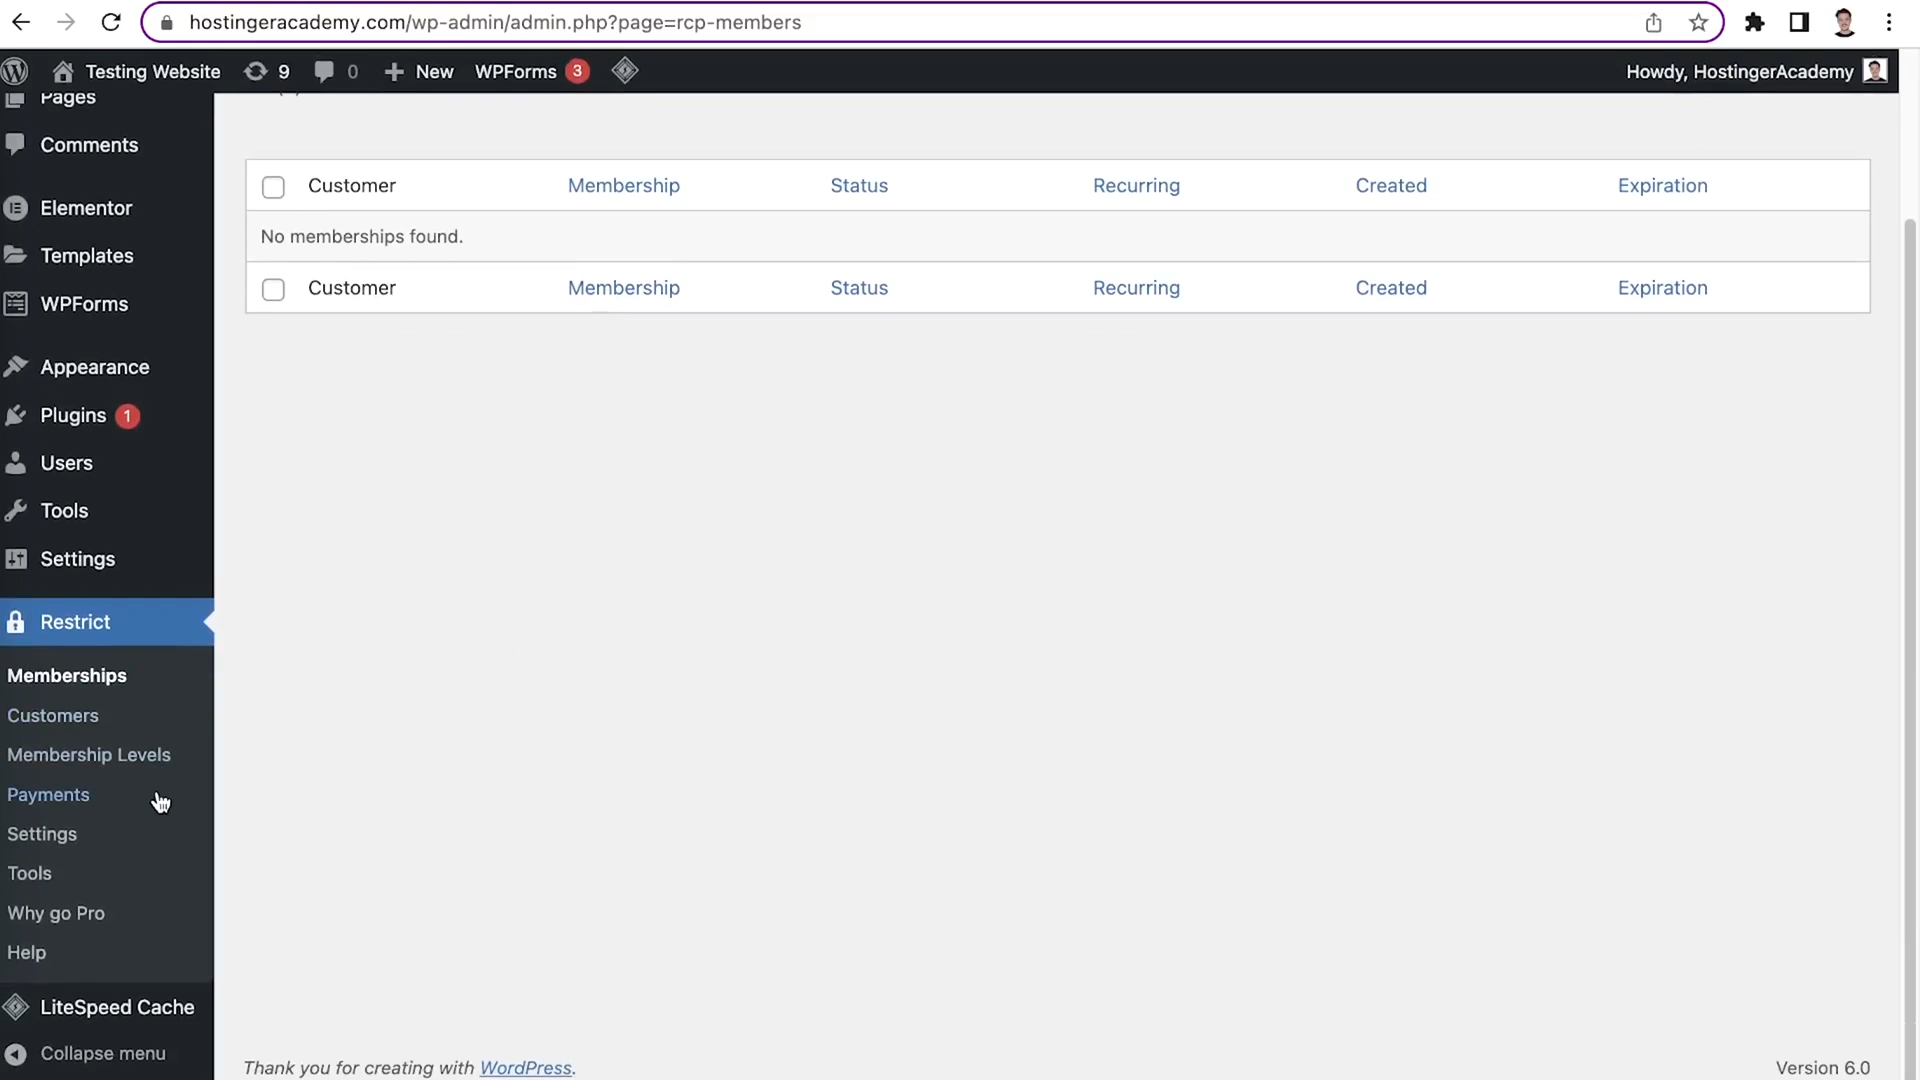 hostingeracademy.com/wp-admin/admin.php?page=rcp-members
Testing Website 9 0 New WPForms 3 Howdy, HostingerAcademy
Pages
Comments
Elementor
Templates
WPForms
Appearance
Plugins 1
Users
Tools
Settings
Restrict
Memberships
Customers
Membership Levels
Payments
Settings
Tools
Why go Pro
Help
LiteSpeed Cache
Collapse menu
Customer Membership Status Recurring Created Expiration
No memberships found.
Customer Membership Status Recurring Created Expiration
Thank you for creating with WordPress. Version 6.0